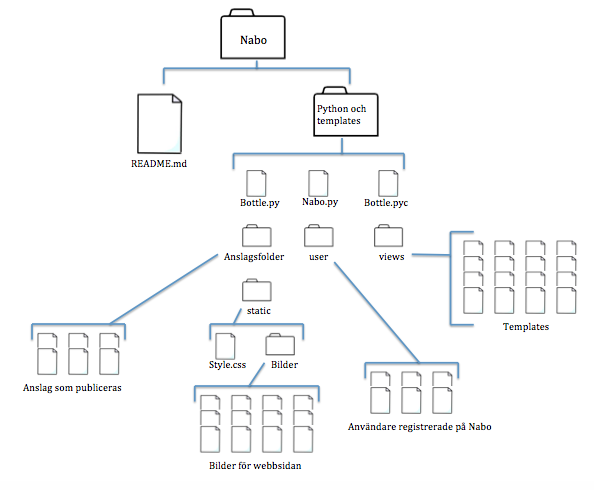 Nabo
Python och
templates
README.md
Bottle.py
Nabo.py
Bottle.pyc
Anslagsfolder
user
views
static
Templates
Style.css
Bilder
Anslag som publiceras
Användare registrerade på Nabo
Bilder för webbsidan